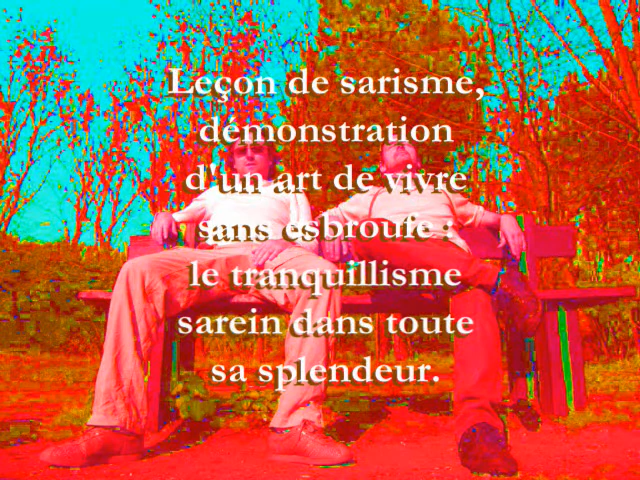 Leçon de sarisme,
démonstration
d'un art de vivre
sans esbroufe :
le tranquillisme
sarein dans toute
sa splendeur.